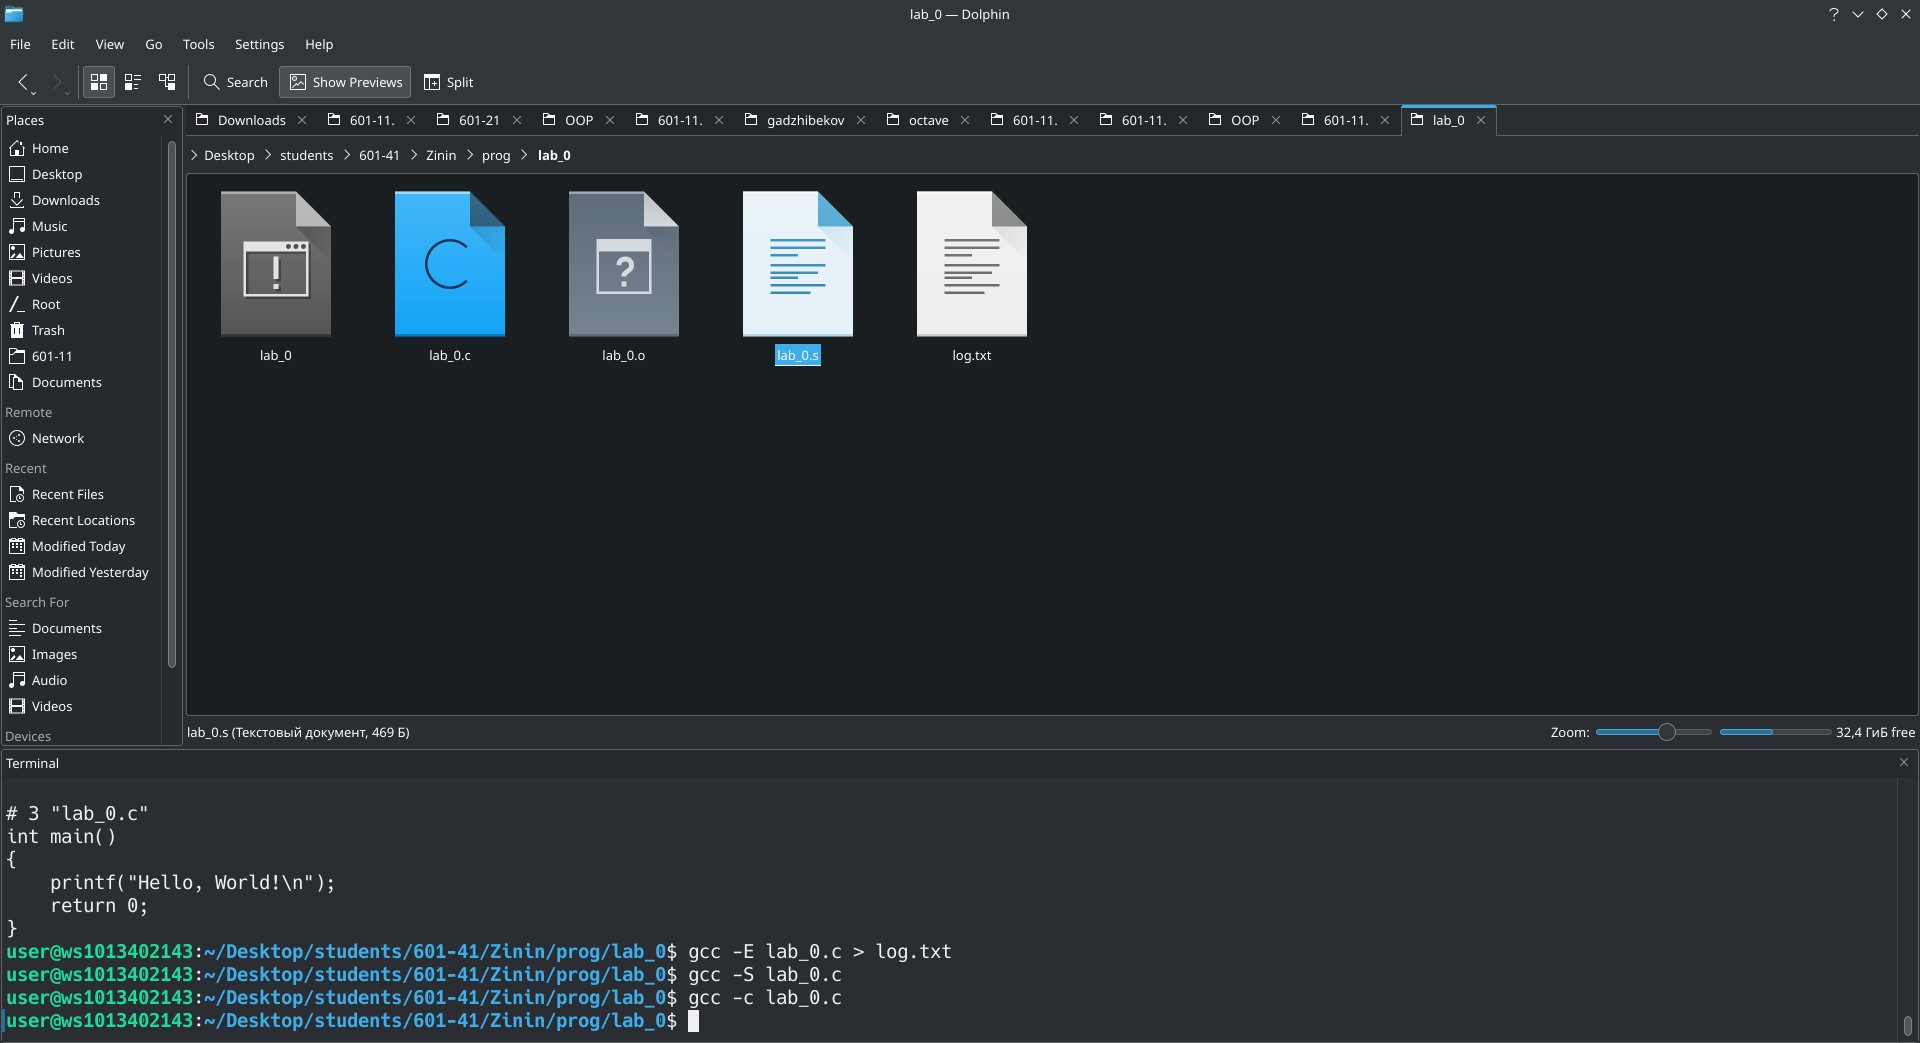 lab_0 — Dolphin
File Edit View Go Tools Settings Help
Search Show Previews Split
Places
Home
Desktop
Downloads
Music
Pictures
Videos
Root
Trash
601-11
Documents
Remote
Network
Recent
Recent Files
Recent Locations
Modified Today
Modified Yesterday
Search For
Documents
Images
Audio
Videos
Devices
Downloads 601-11. 601-21 OOP 601-11. gadzhibekov octave 601-11. 601-11. OOP 601-11. lab_0
Desktop > students > 601-41 > Zinin > prog > lab_0
lab_0 lab_0.c lab_0.o lab_0.s log.txt
lab_0.s (Текстовый документ, 469 Б) Zoom: 32,4 ГиБ free
Terminal
# 3 "lab_0.c"
int main()
{
    printf("Hello, World!\n");
    return 0;
}
user@ws1013402143:~/Desktop/students/601-41/Zinin/prog/lab_0$ gcc -E lab_0.c > log.txt
user@ws1013402143:~/Desktop/students/601-41/Zinin/prog/lab_0$ gcc -S lab_0.c
user@ws1013402143:~/Desktop/students/601-41/Zinin/prog/lab_0$ gcc -c lab_0.c
user@ws1013402143:~/Desktop/students/601-41/Zinin/prog/lab_0$